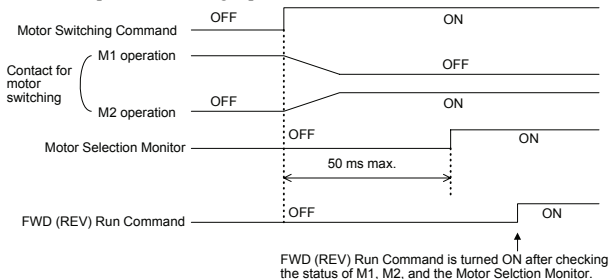 OFF
ON
Motor Switching Command
M1 operation
OFF
Contact for
motor
switching
OFF
ON
M2 operation
OFF
ON
Motor Selection Monitor
50 ms max.
OFF
ON
FWD (REV) Run Command
FWD (REV) Run Command is turned ON after checking
the status of M1, M2, and the Motor Selction Monitor.